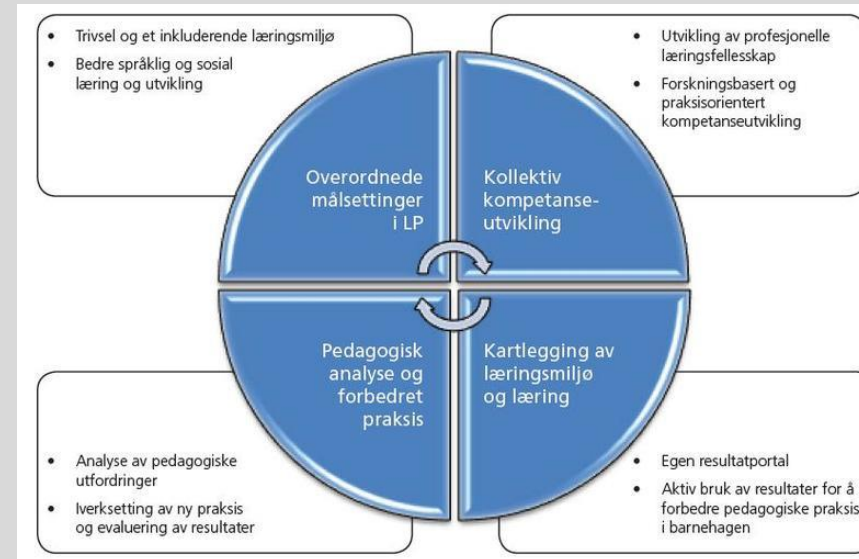 • Trivsel og et inkluderende læringsmiljø
• Bedre språklig og sosial
læring og utvikling
• Utvikling av profesjonelle
læringsfellesskap
• Forskningsbasert og
praksisorientert
kompetanseutvikling
Overordnede
målsettinger
i LP
Kollektiv
kompetanse-
utvikling
Pedagogisk
analyse og
forbedret
praksis
Kartlegging av
læringsmiljø
og læring
• Analyse av pedagogiske
utfordringer
• Iverksetting av ny praksis
og evaluering av resultater
• Egen resultatportal
• Aktiv bruk av resultater for å
forbedre pedagogiske praksis
i barnehagen